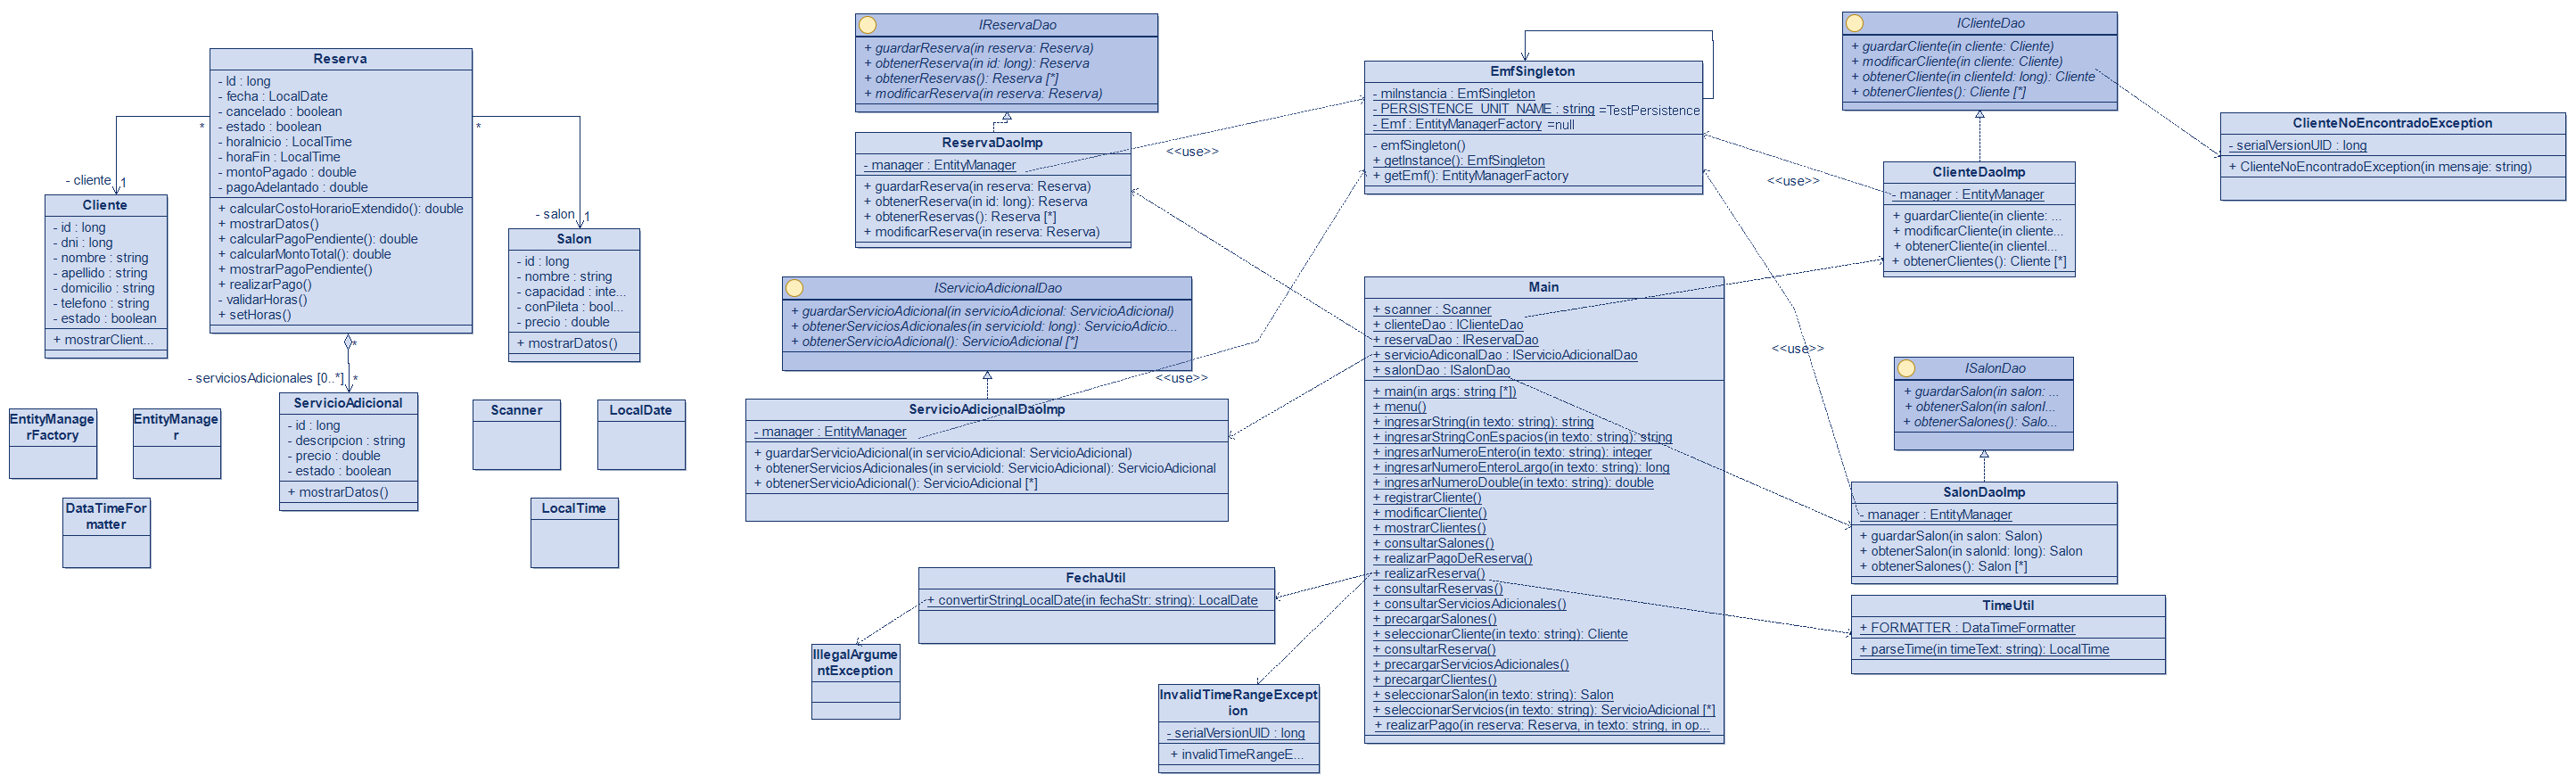 Reserva
- Id : long
- fecha : LocalDate
- cancelado : boolean
- estado : boolean
- horaInicio : LocalTime
- horaFin : LocalTime
- montoPagado : double
- pagoAdelantado : double
+ calcularCostoHorarioExtendido(): double
+ mostrarDatos()
+ calcularPagoPendiente(): double
+ calcularMontoTotal(): double
+ mostrarPagoPendiente()
+ realizarPago()
- validarHoras()
+ setHoras()
*
- cliente
1
*
- salon
1
Cliente
- id : long
- dni : long
- nombre : string
- apellido : string
- domicilio : string
- telefono : string
- estado : boolean
+ mostrarClient...
Salon
- id : long
- nombre : string
- capacidad : inte...
- conPileta : bool...
- precio : double
+ mostrarDatos()
*
- serviciosAdicionales [0..*]
*
ServicioAdicional
- id : long
- descripcion : string
- precio : double
- estado : boolean
+ mostrarDatos()
EntityManage
rFactory
EntityManage
r
Scanner
LocalDate
DataTimeFor
matter
LocalTime
IReservaDao
+ guardarReserva(in reserva: Reserva)
+ obtenerReserva(in id: long): Reserva
+ obtenerReservas(): Reserva [*]
+ modificarReserva(in reserva: Reserva)
ReservaDaoImp
- manager : EntityManager
+ guardarReserva(in reserva: Reserva)
+ obtenerReserva(in id: long): Reserva
+ obtenerReservas(): Reserva [*]
+ modificarReserva(in reserva: Reserva)
<<use>>
IServicioAdicionalDao
+ guardarServicioAdicional(in servicioAdicional: ServicioAdicional)
+ obtenerServiciosAdicionales(in servicioId: long): ServicioAdicio...
+ obtenerServicioAdicional(): ServicioAdicional [*]
<<use>>
ServicioAdicionalDaoImp
- manager : EntityManager
+ guardarServicioAdicional(in servicioAdicional: ServicioAdicional)
+ obtenerServiciosAdicionales(in servicioId: ServicioAdicional): ServicioAdicional
+ obtenerServicioAdicional(): ServicioAdicional [*]
FechaUtil
+ convertirStringLocalDate(in fechaStr: string): LocalDate
IllegalArgume
ntException
InvalidTimeRangeExcept
ion
- serialVersionUID : long
+ invalidTimeRangeE...
EmfSingleton
- miInstancia : EmfSingleton
- PERSISTENCE_UNIT_NAME : string =TestPersistence
- Emf : EntityManagerFactory =null
- emfSingleton()
+ getInstance(): EmfSingleton
+ getEmf(): EntityManagerFactory
Main
+ scanner : Scanner
+ clienteDao : IClienteDao
+ reservaDao : IReservaDao
+ servicioAdiconalDao : IServicioAdicionalDao
+ salonDao : ISalonDao
+ main(in args: string [*])
+ menu()
+ ingresarString(in texto: string): string
+ ingresarStringConEspacios(in texto: string): string
+ ingresarNumeroEntero(in texto: string): integer
+ ingresarNumeroEnteroLargo(in texto: string): long
+ ingresarNumeroDouble(in texto: string): double
+ registrarCliente()
+ modificarCliente()
+ mostrarClientes()
+ consultarSalones()
+ realizarPagoDeReserva()
+ realizarReserva()
+ consultarReservas()
+ consultarServiciosAdicionales()
+ precargarSalones()
+ seleccionarCliente(in texto: string): Cliente
+ consultarReserva()
+ precargarServiciosAdicionales()
+ precargarClientes()
+ seleccionarSalon(in texto: string): Salon
+ seleccionarServicios(in texto: string): ServicioAdicional [*]
+ realizarPago(in reserva: Reserva, in texto: string, in op...
IClienteDao
+ guardarCliente(in cliente: Cliente)
+ modificarCliente(in cliente: Cliente)
+ obtenerCliente(in clienteId: long): Cliente
+ obtenerClientes(): Cliente [*]
ClienteNoEncontradoException
- serialVersionUID : long
+ ClienteNoEncontradoException(in mensaje: string)
<<use>>
ClienteDaoImp
- manager : EntityManager
+ guardarCliente(in cliente: ...
+ modificarCliente(in cliente...
+ obtenerCliente(in clienteI...
+ obtenerClientes(): Cliente [*]
<<use>>
ISalonDao
+ guardarSalon(in salon: ...
+ obtenerSalon(in salonI...
+ obtenerSalones(): Salo...
SalonDaoImp
- manager : EntityManager
+ guardarSalon(in salon: Salon)
+ obtenerSalon(in salonId: long): Salon
+ obtenerSalones(): Salon [*]
TimeUtil
+ FORMATTER : DataTimeFormatter
+ parseTime(in timeText: string): LocalTime